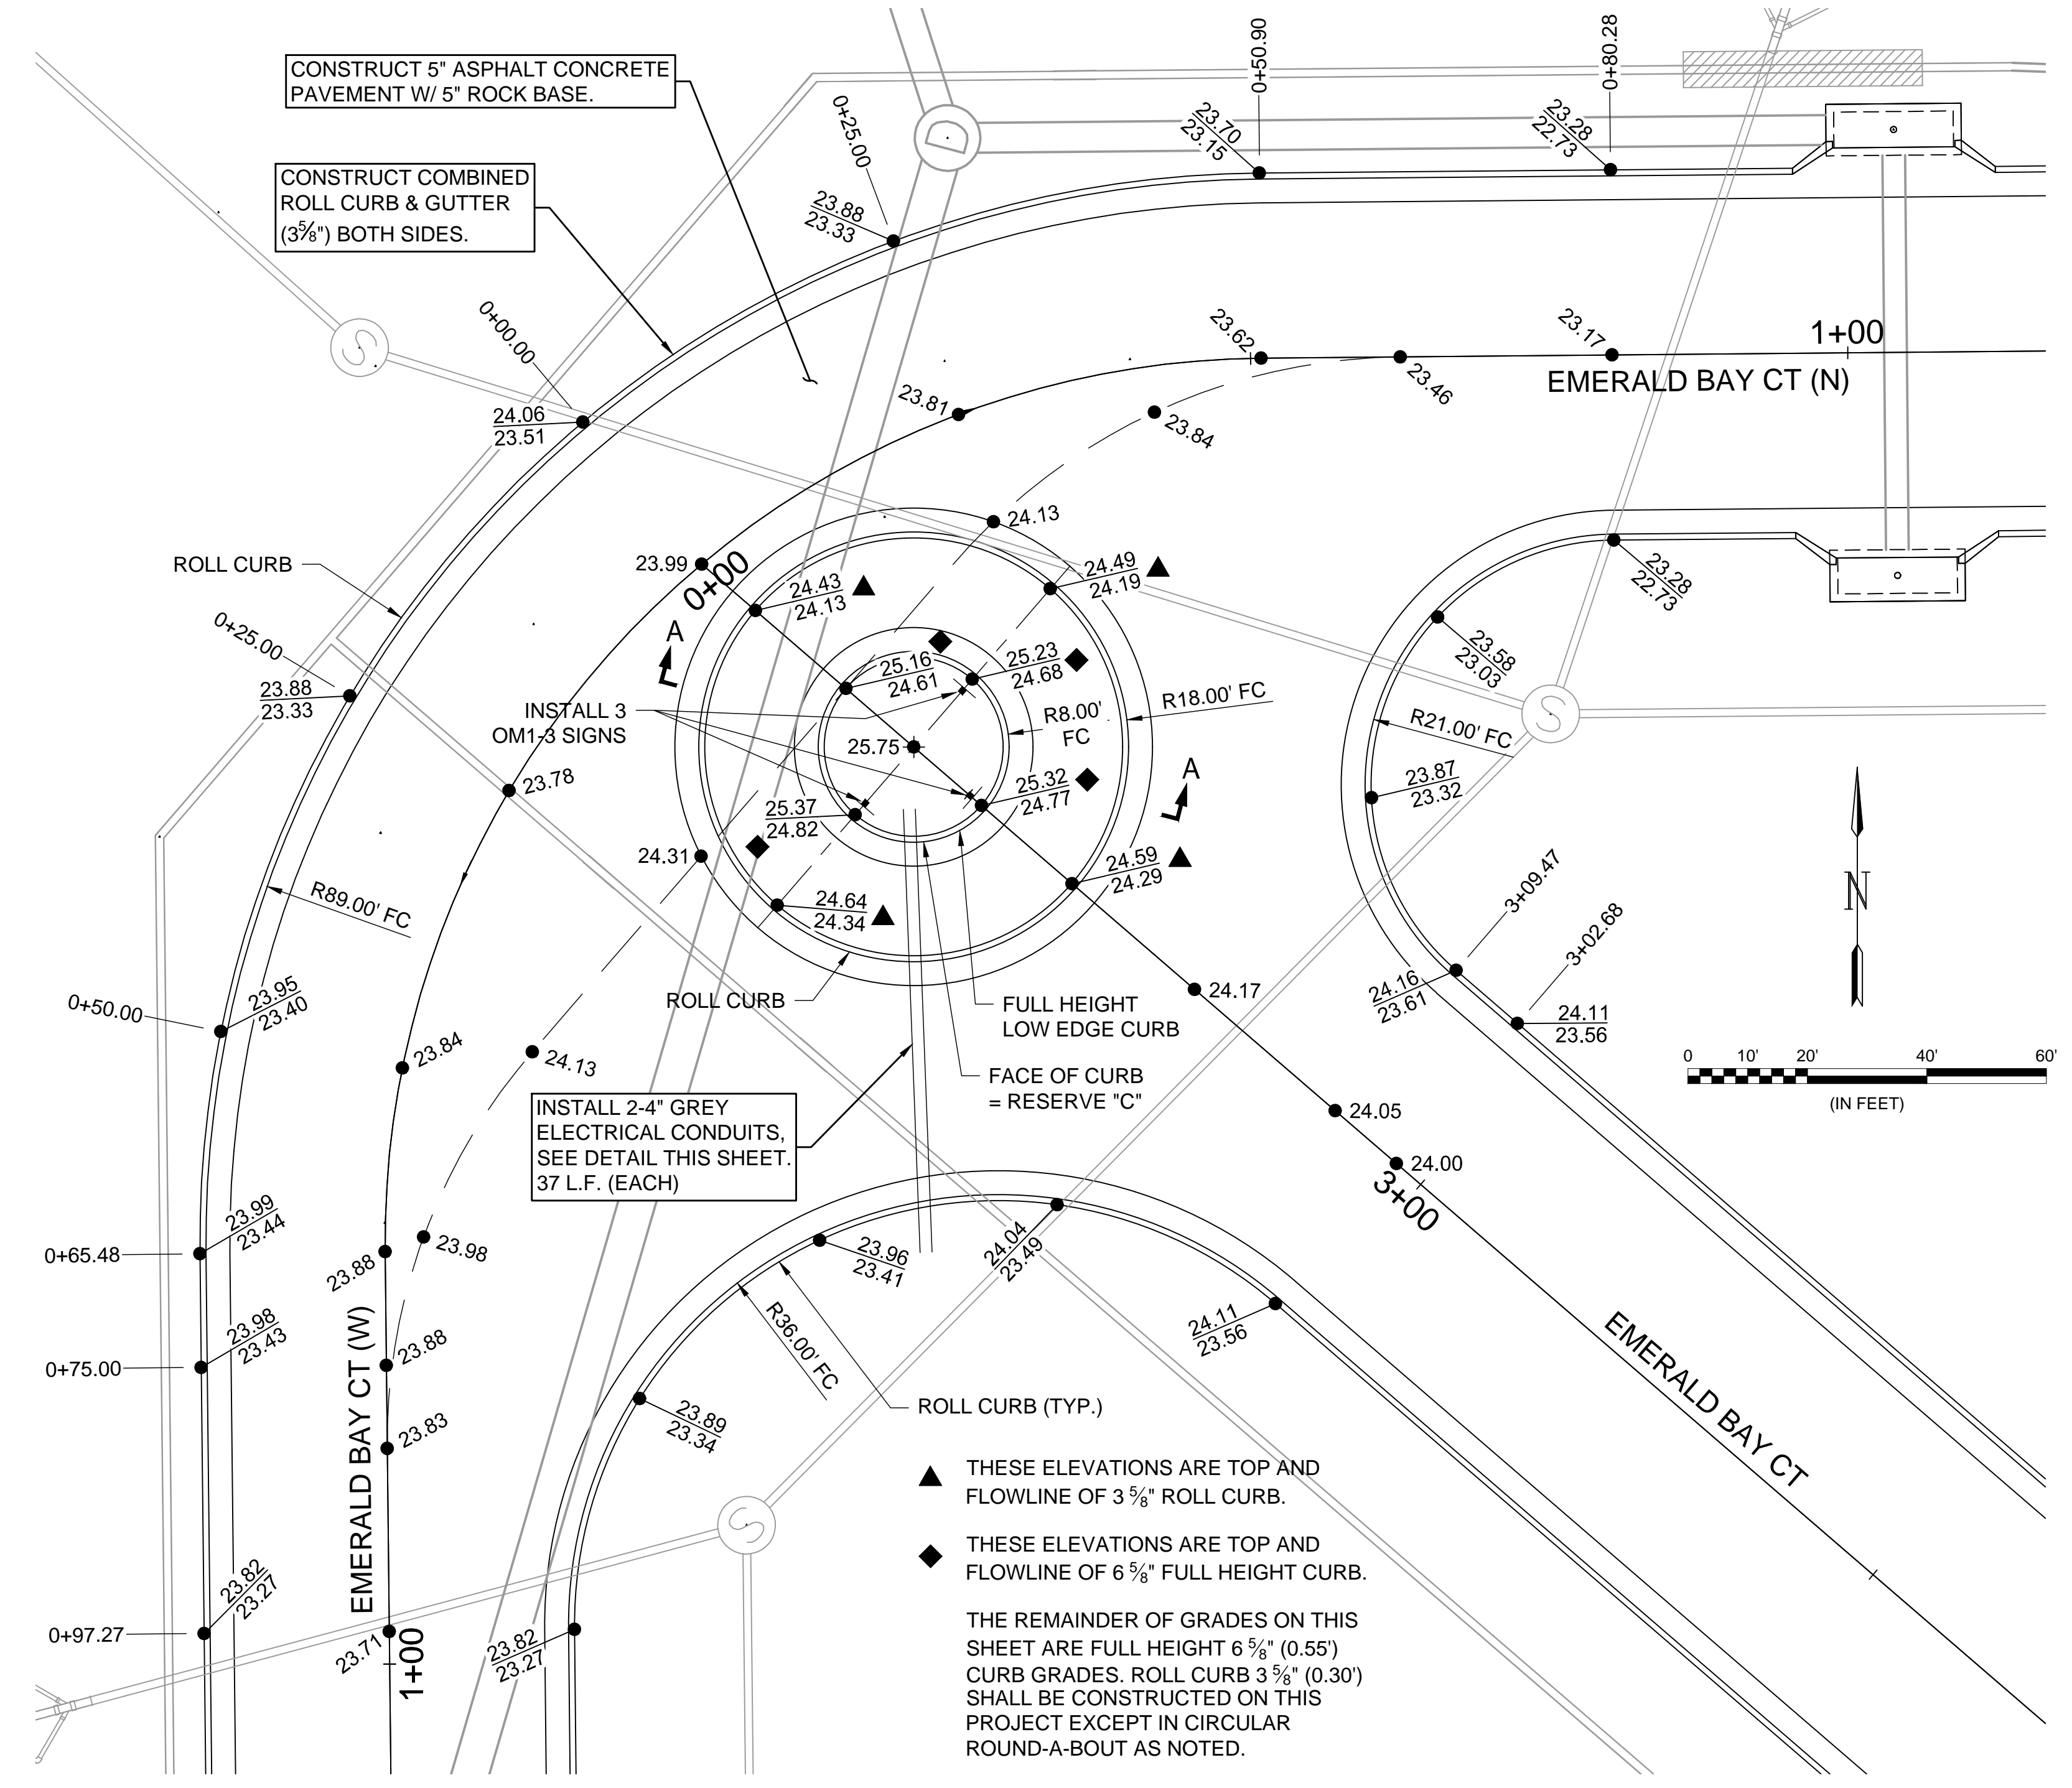 CONSTRUCT 5" ASPHALT CONCRETE
PAVEMENT W/ 5" ROCK BASE.
CONSTRUCT COMBINED
ROLL CURB & GUTTER
(3⅝") BOTH SIDES.
0+25.00
D
0+50.90
0+80.28
23.70
23.15
23.28
22.73
23.88
23.33
0+00.00
S
24.06
23.51
23.81
23.62
23.46
23.17
1+00
EMERALD BAY CT (N)
23.84
24.13
ROLL CURB
23.99
0+00
24.43
24.13
24.49
24.19
23.28
22.73
0+25.00
23.88
23.33
A
25.16
24.61
25.23
24.68
23.58
23.03
R18.00' FC
INSTALL 3
OM1-3 SIGNS
R8.00'
FC
R21.00' FC
S
25.75
23.78
25.37
24.82
25.32
24.77
A
23.87
23.32
24.31
24.59
24.29
R89.00' FC
24.64
24.34
3+09.47
3+02.68
N
0+50.00
23.95
23.40
ROLL CURB
FULL HEIGHT
LOW EDGE CURB
24.17
24.16
23.61
24.11
23.56
23.84
24.13
FACE OF CURB
= RESERVE "C"
0 10' 20' 40' 60'
(IN FEET)
INSTALL 2-4" GREY
ELECTRICAL CONDUITS,
SEE DETAIL THIS SHEET.
37 L.F. (EACH)
24.05
24.00
3+00
0+65.48
23.99
23.44
23.88
23.98
23.96
23.41
24.04
23.49
0+75.00
23.98
23.43
23.88
R36.00' FC
24.11
23.56
EMERALD BAY CT
EMERALD BAY CT (W)
23.83
23.89
23.34
ROLL CURB (TYP.)
S
THESE ELEVATIONS ARE TOP AND
FLOWLINE OF 3 ⅝" ROLL CURB.
THESE ELEVATIONS ARE TOP AND
FLOWLINE OF 6 ⅝" FULL HEIGHT CURB.
0+97.27
23.82
23.27
23.71
1+00
23.82
23.27
THE REMAINDER OF GRADES ON THIS
SHEET ARE FULL HEIGHT 6 ⅝" (0.55')
CURB GRADES. ROLL CURB 3 ⅝" (0.30')
SHALL BE CONSTRUCTED ON THIS
PROJECT EXCEPT IN CIRCULAR
ROUND-A-BOUT AS NOTED.